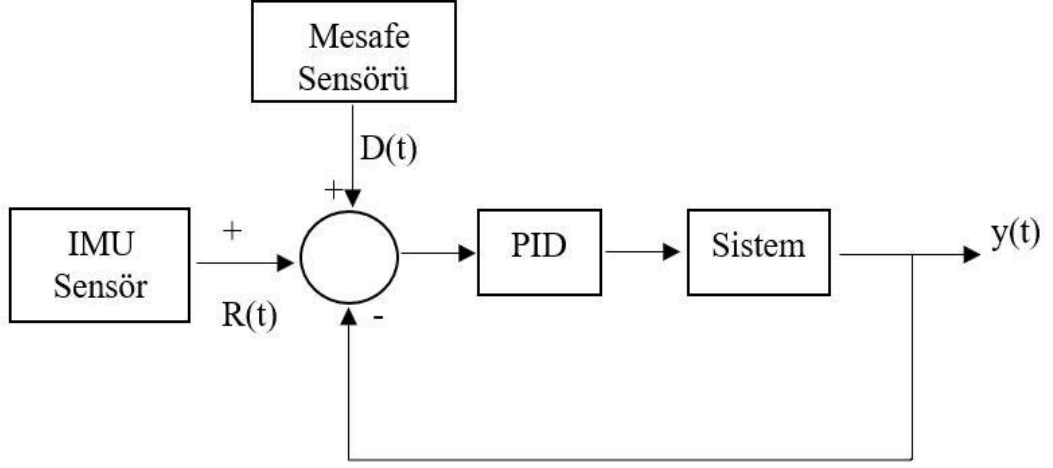 Mesafe
Sensörü
D(t)
+
IMU
Sensör
+
R(t)
PID
Sistem
y(t)
-